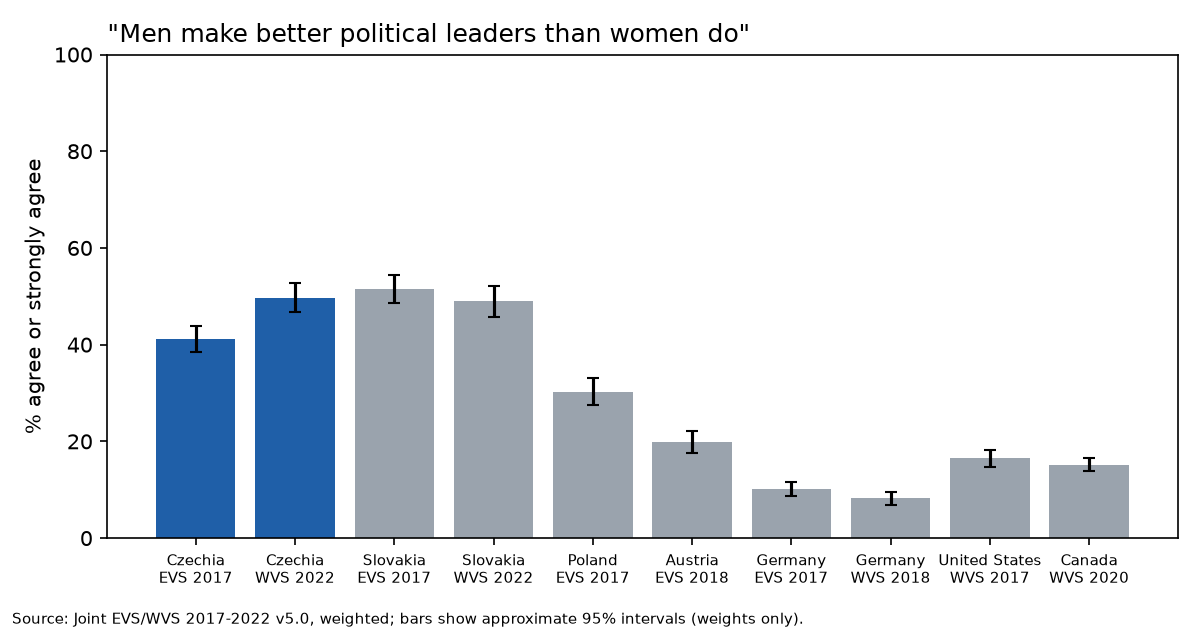 "Men make better political leaders than women do"
% agree or strongly agree
100
80
60
40
20
0
Czechia
EVS 2017
Czechia
WVS 2022
Slovakia
EVS 2017
Slovakia
WVS 2022
Poland
EVS 2017
Austria
EVS 2018
Germany
EVS 2017
Germany
WVS 2018
United States
WVS 2017
Canada
WVS 2020
Source: Joint EVS/WVS 2017-2022 v5.0, weighted; bars show approximate 95% intervals (weights only).